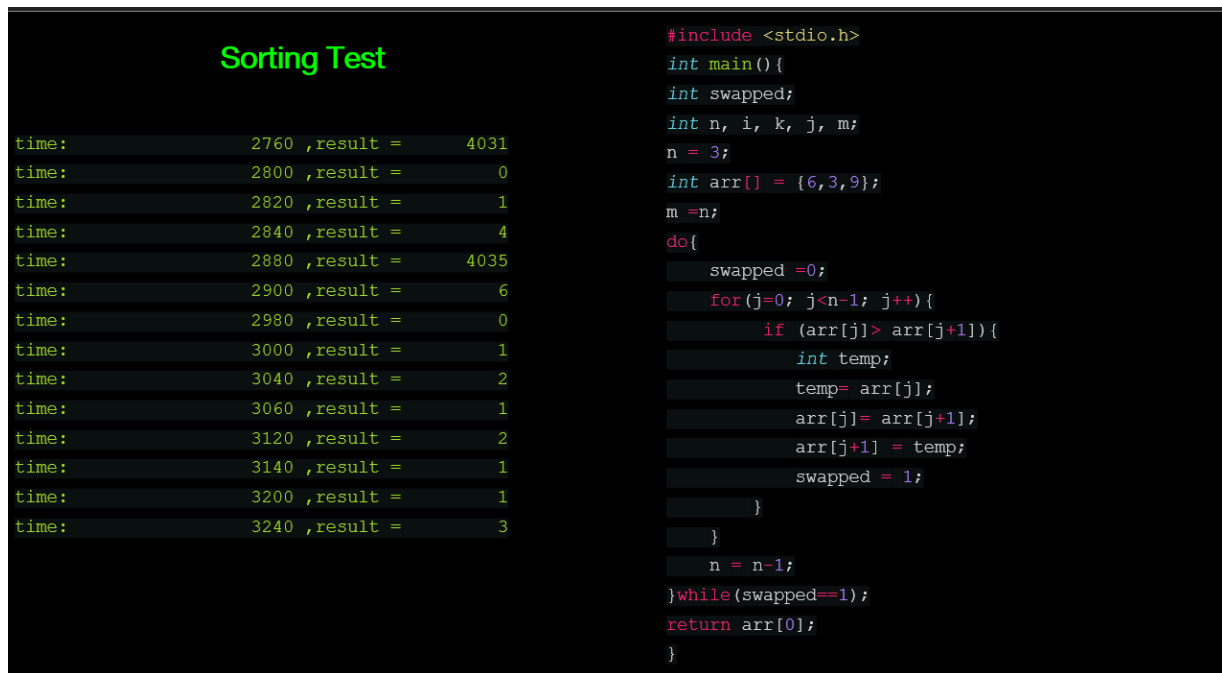 Sorting Test
time: 2760 ,result = 4031
time: 2800 ,result = 0
time: 2820 ,result = 1
time: 2840 ,result = 4
time: 2880 ,result = 4035
time: 2900 ,result = 6
time: 2980 ,result = 0
time: 3000 ,result = 1
time: 3040 ,result = 2
time: 3060 ,result = 1
time: 3120 ,result = 2
time: 3140 ,result = 1
time: 3200 ,result = 1
time: 3240 ,result = 3
#include <stdio.h>
int main(){
int swapped;
int n, i, k, j, m;
n = 3;
int arr[] = {6,3,9};
m =n;
do{
swapped =0;
for(j=0; j<n-1; j++){
if (arr[j]> arr[j+1]){
int temp;
temp= arr[j];
arr[j]= arr[j+1];
arr[j+1] = temp;
swapped = 1;
}
}
n = n-1;
}while(swapped==1);
return arr[0];
}